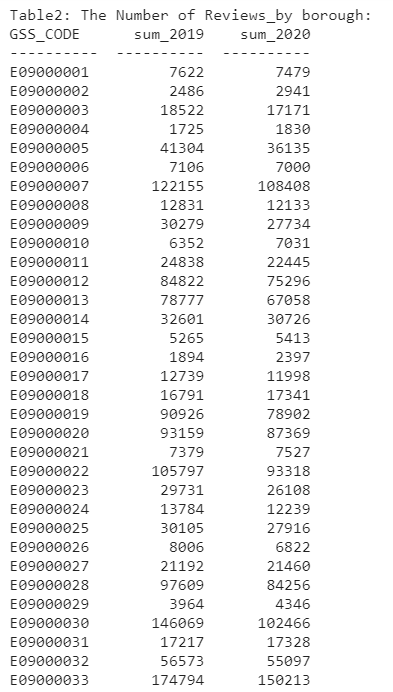 Table2: The Number of Reviews_by borough:
GSS_CODE sum_2019 sum_2020
---------- ---------- ----------
E09000001 7622 7479
E09000002 2486 2941
E09000003 18522 17171
E09000004 1725 1830
E09000005 41304 36135
E09000006 7106 7000
E09000007 122155 108408
E09000008 12831 12133
E09000009 30279 27734
E09000010 6352 7031
E09000011 24838 22445
E09000012 84822 75296
E09000013 78777 67058
E09000014 32601 30726
E09000015 5265 5413
E09000016 1894 2397
E09000017 12739 11998
E09000018 16791 17341
E09000019 90926 78902
E09000020 93159 87369
E09000021 7379 7527
E09000022 105797 93318
E09000023 29731 26108
E09000024 13784 12239
E09000025 30105 27916
E09000026 8006 6822
E09000027 21192 21460
E09000028 97609 84256
E09000029 3964 4346
E09000030 146069 102466
E09000031 17217 17328
E09000032 56573 55097
E09000033 174794 150213